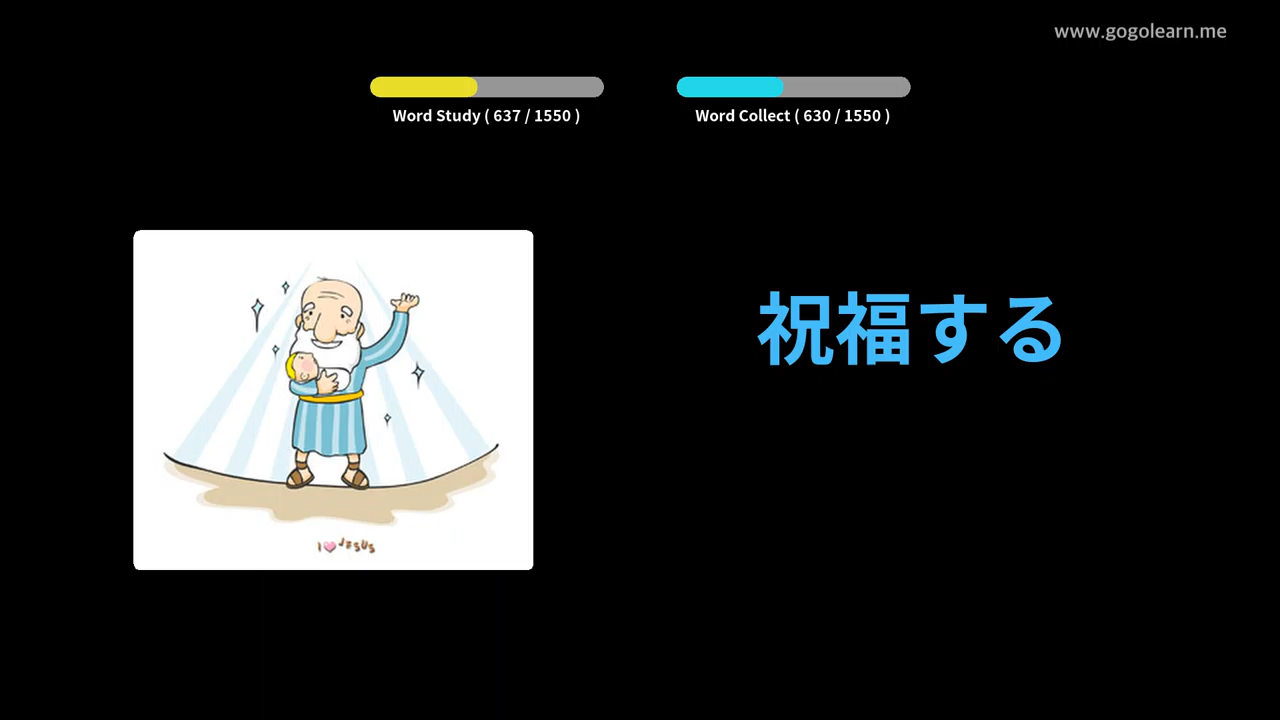 www.gogolearn.me
Word Study ( 637 / 1550 )
Word Collect ( 630 / 1550 )
祝福する
I JESUS